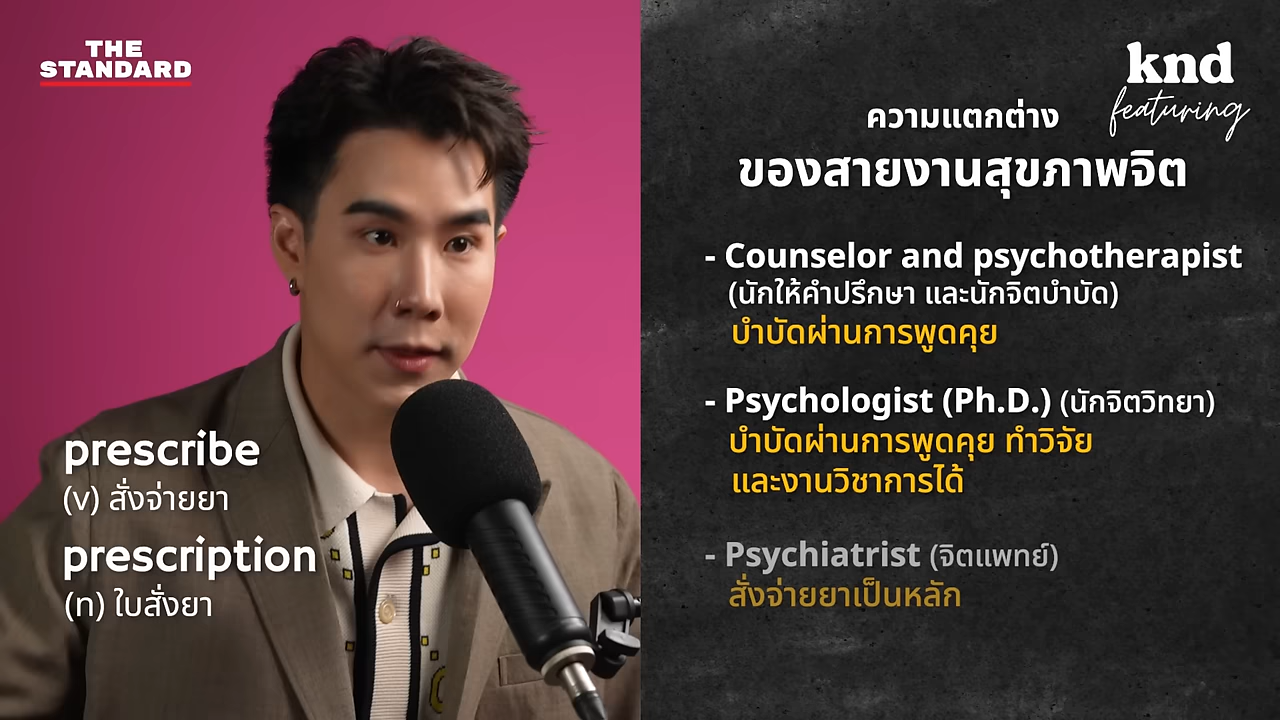 THE
STANDARD
knd
featuring
ความแตกต่าง
ของสายงานสุขภาพจิต
- Counselor and psychotherapist
(นักให้คำปรึกษา และนักจิตบำบัด)
บำบัดผ่านการพูดคุย
- Psychologist (Ph.D.) (นักจิตวิทยา)
บำบัดผ่านการพูดคุย ทำวิจัย
และงานวิชาการได้
- Psychiatrist (จิตแพทย์)
สั่งจ่ายยาเป็นหลัก
prescribe
(v) สั่งจ่ายยา
prescription
(n) ใบสั่งยา